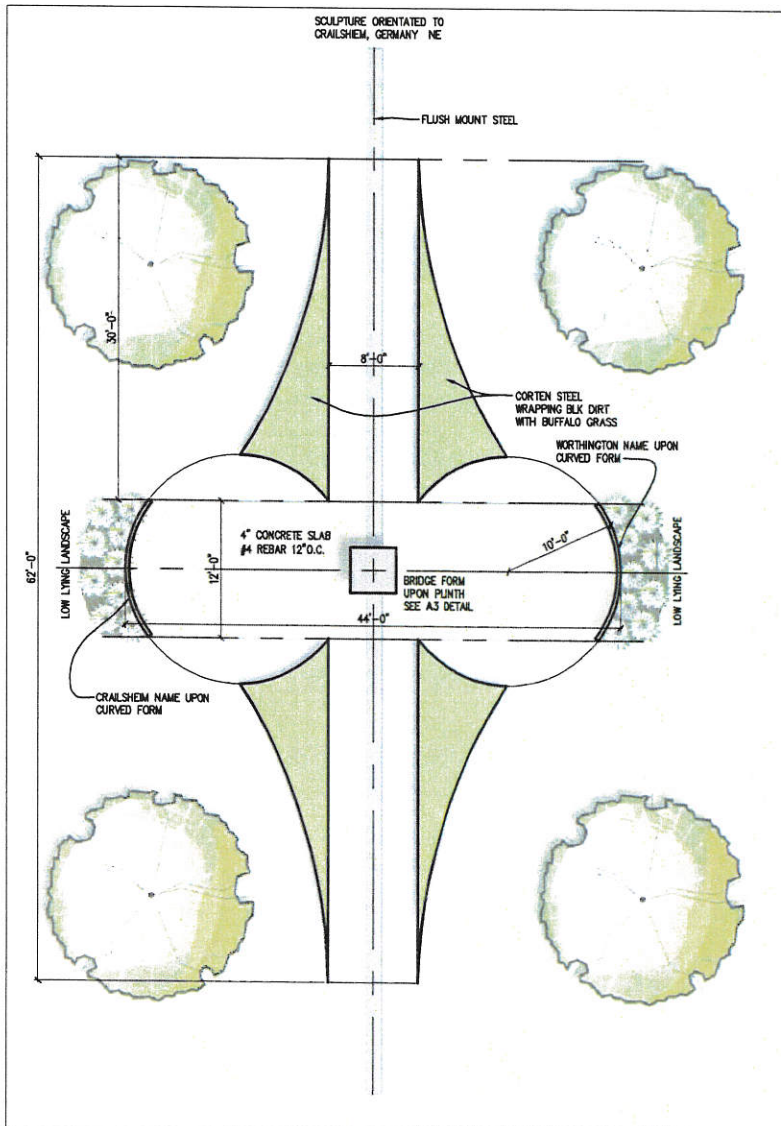 SCULPTURE ORIENTATED TO
CRAILSHIEM, GERMANY NE
FLUSH MOUNT STEEL
30'-0"
8'-0"
CORTEN STEEL
WRAPPING BLK DIRT
WITH BUFFALO GRASS
WORTHINGTON NAME UPON
CURVED FORM
62'-0"
LOW LYING LANDSCAPE
12'-0"
4" CONCRETE SLAB
#4 REBAR 12"O.C.
10'-0"
BRIDGE FORM
UPON PLINTH
SEE A3 DETAIL
44'-0"
LOW LYING LANDSCAPE
CRAILSHEIM NAME UPON
CURVED FORM